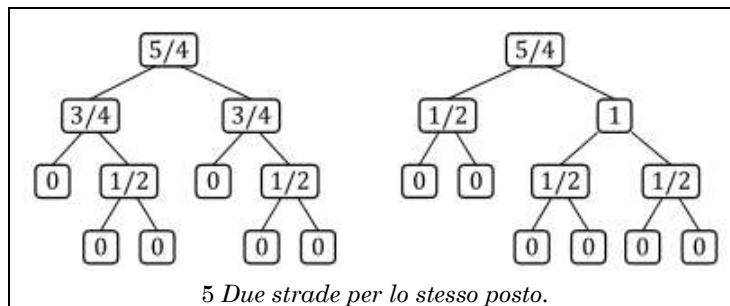 5/4 5/4
3/4 3/4 1/2 1
0 1/2 0 1/2 0 0 1/2 1/2
0 0 0 0 0 0 0 0
5 Due strade per lo stesso posto.